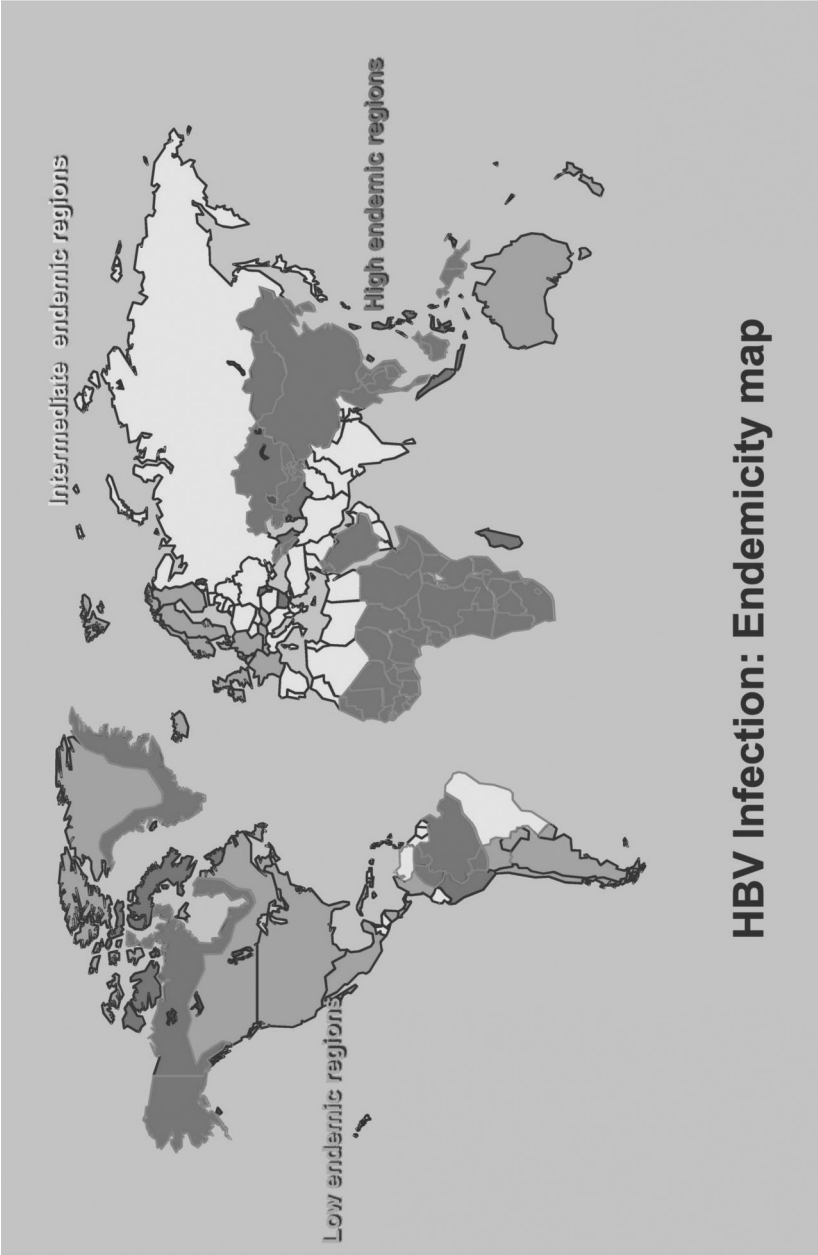 Intermediate endemic regions
High endemic regions
Low endemic regions
HBV Infection: Endemicity map